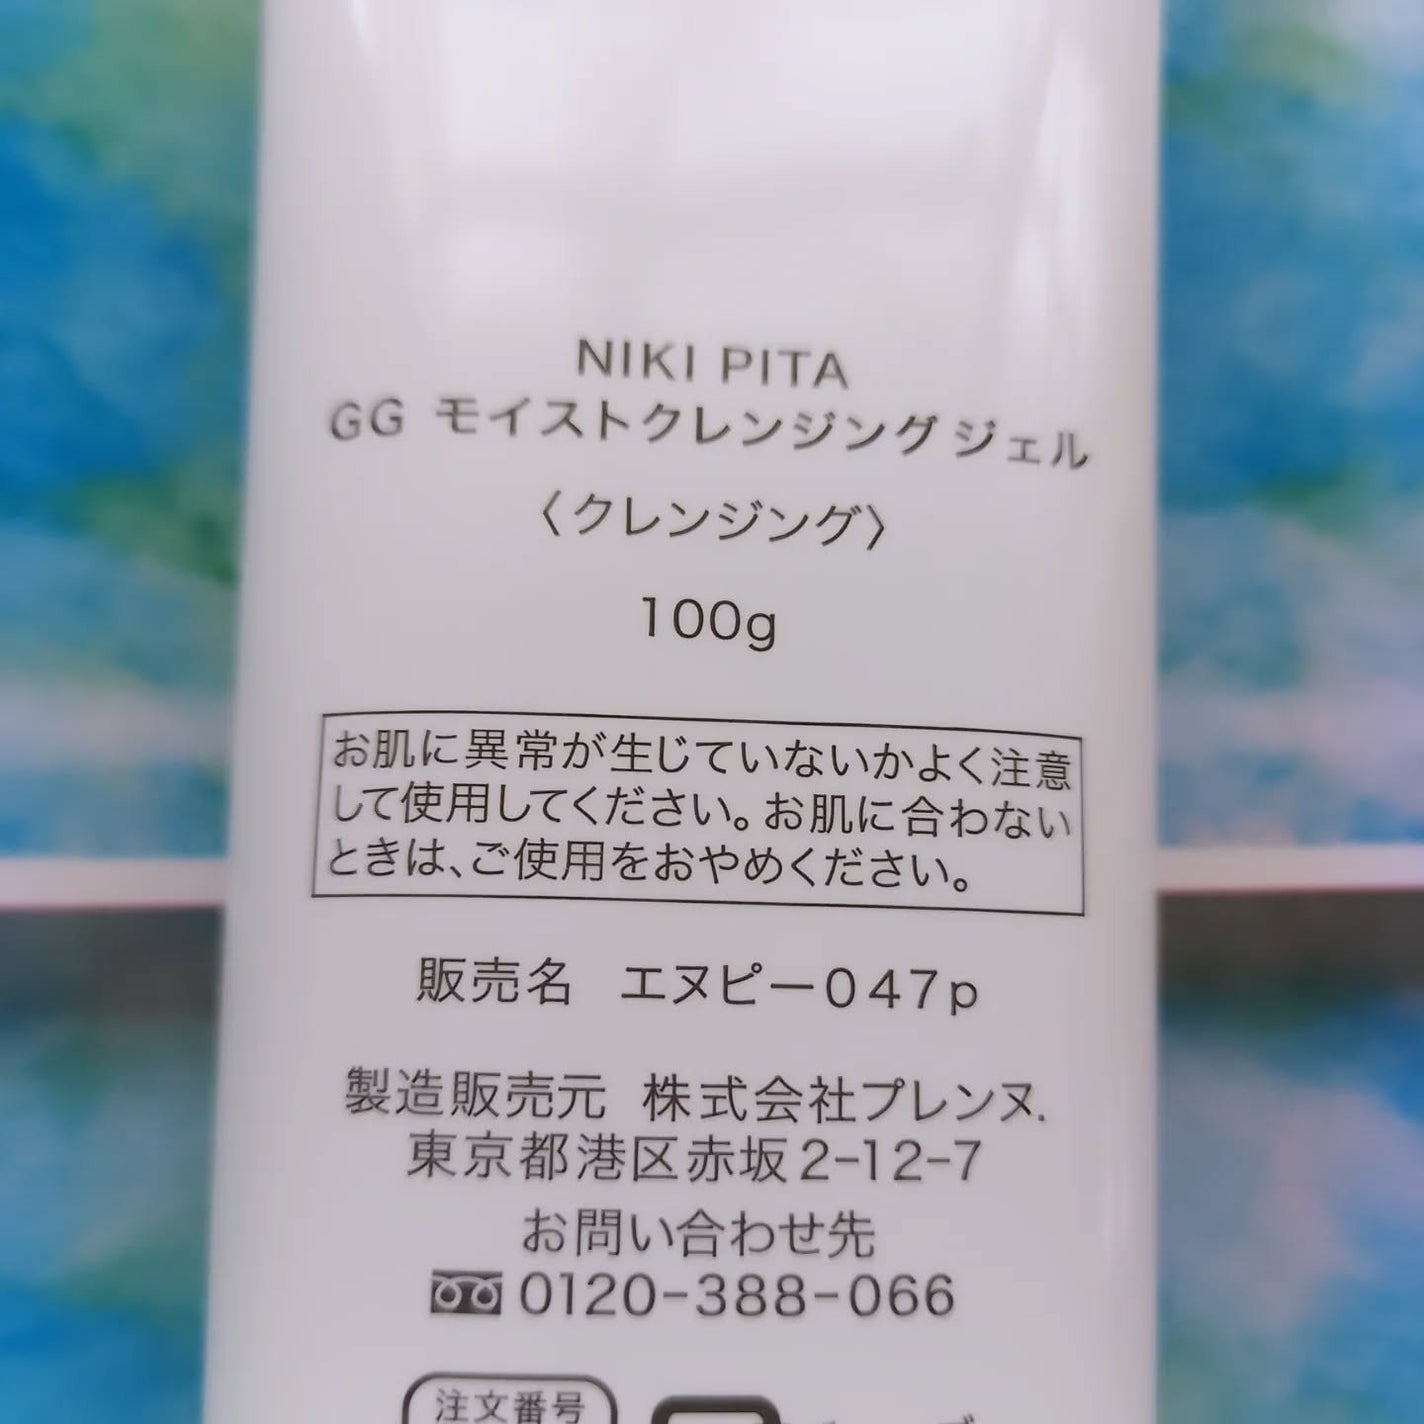 NIKI PITA
GG モイストクレンジングジェル
〈クレンジング〉
100g
お肌に異常が生じていないかよく注意
して使用してください。お肌に合わない
ときは、ご使用をおやめください。
販売名 エヌピー047p
製造販売元 株式会社プレンヌ.
東京都港区赤坂2-12-7
お問い合わせ先
0120-388-066
注文番号